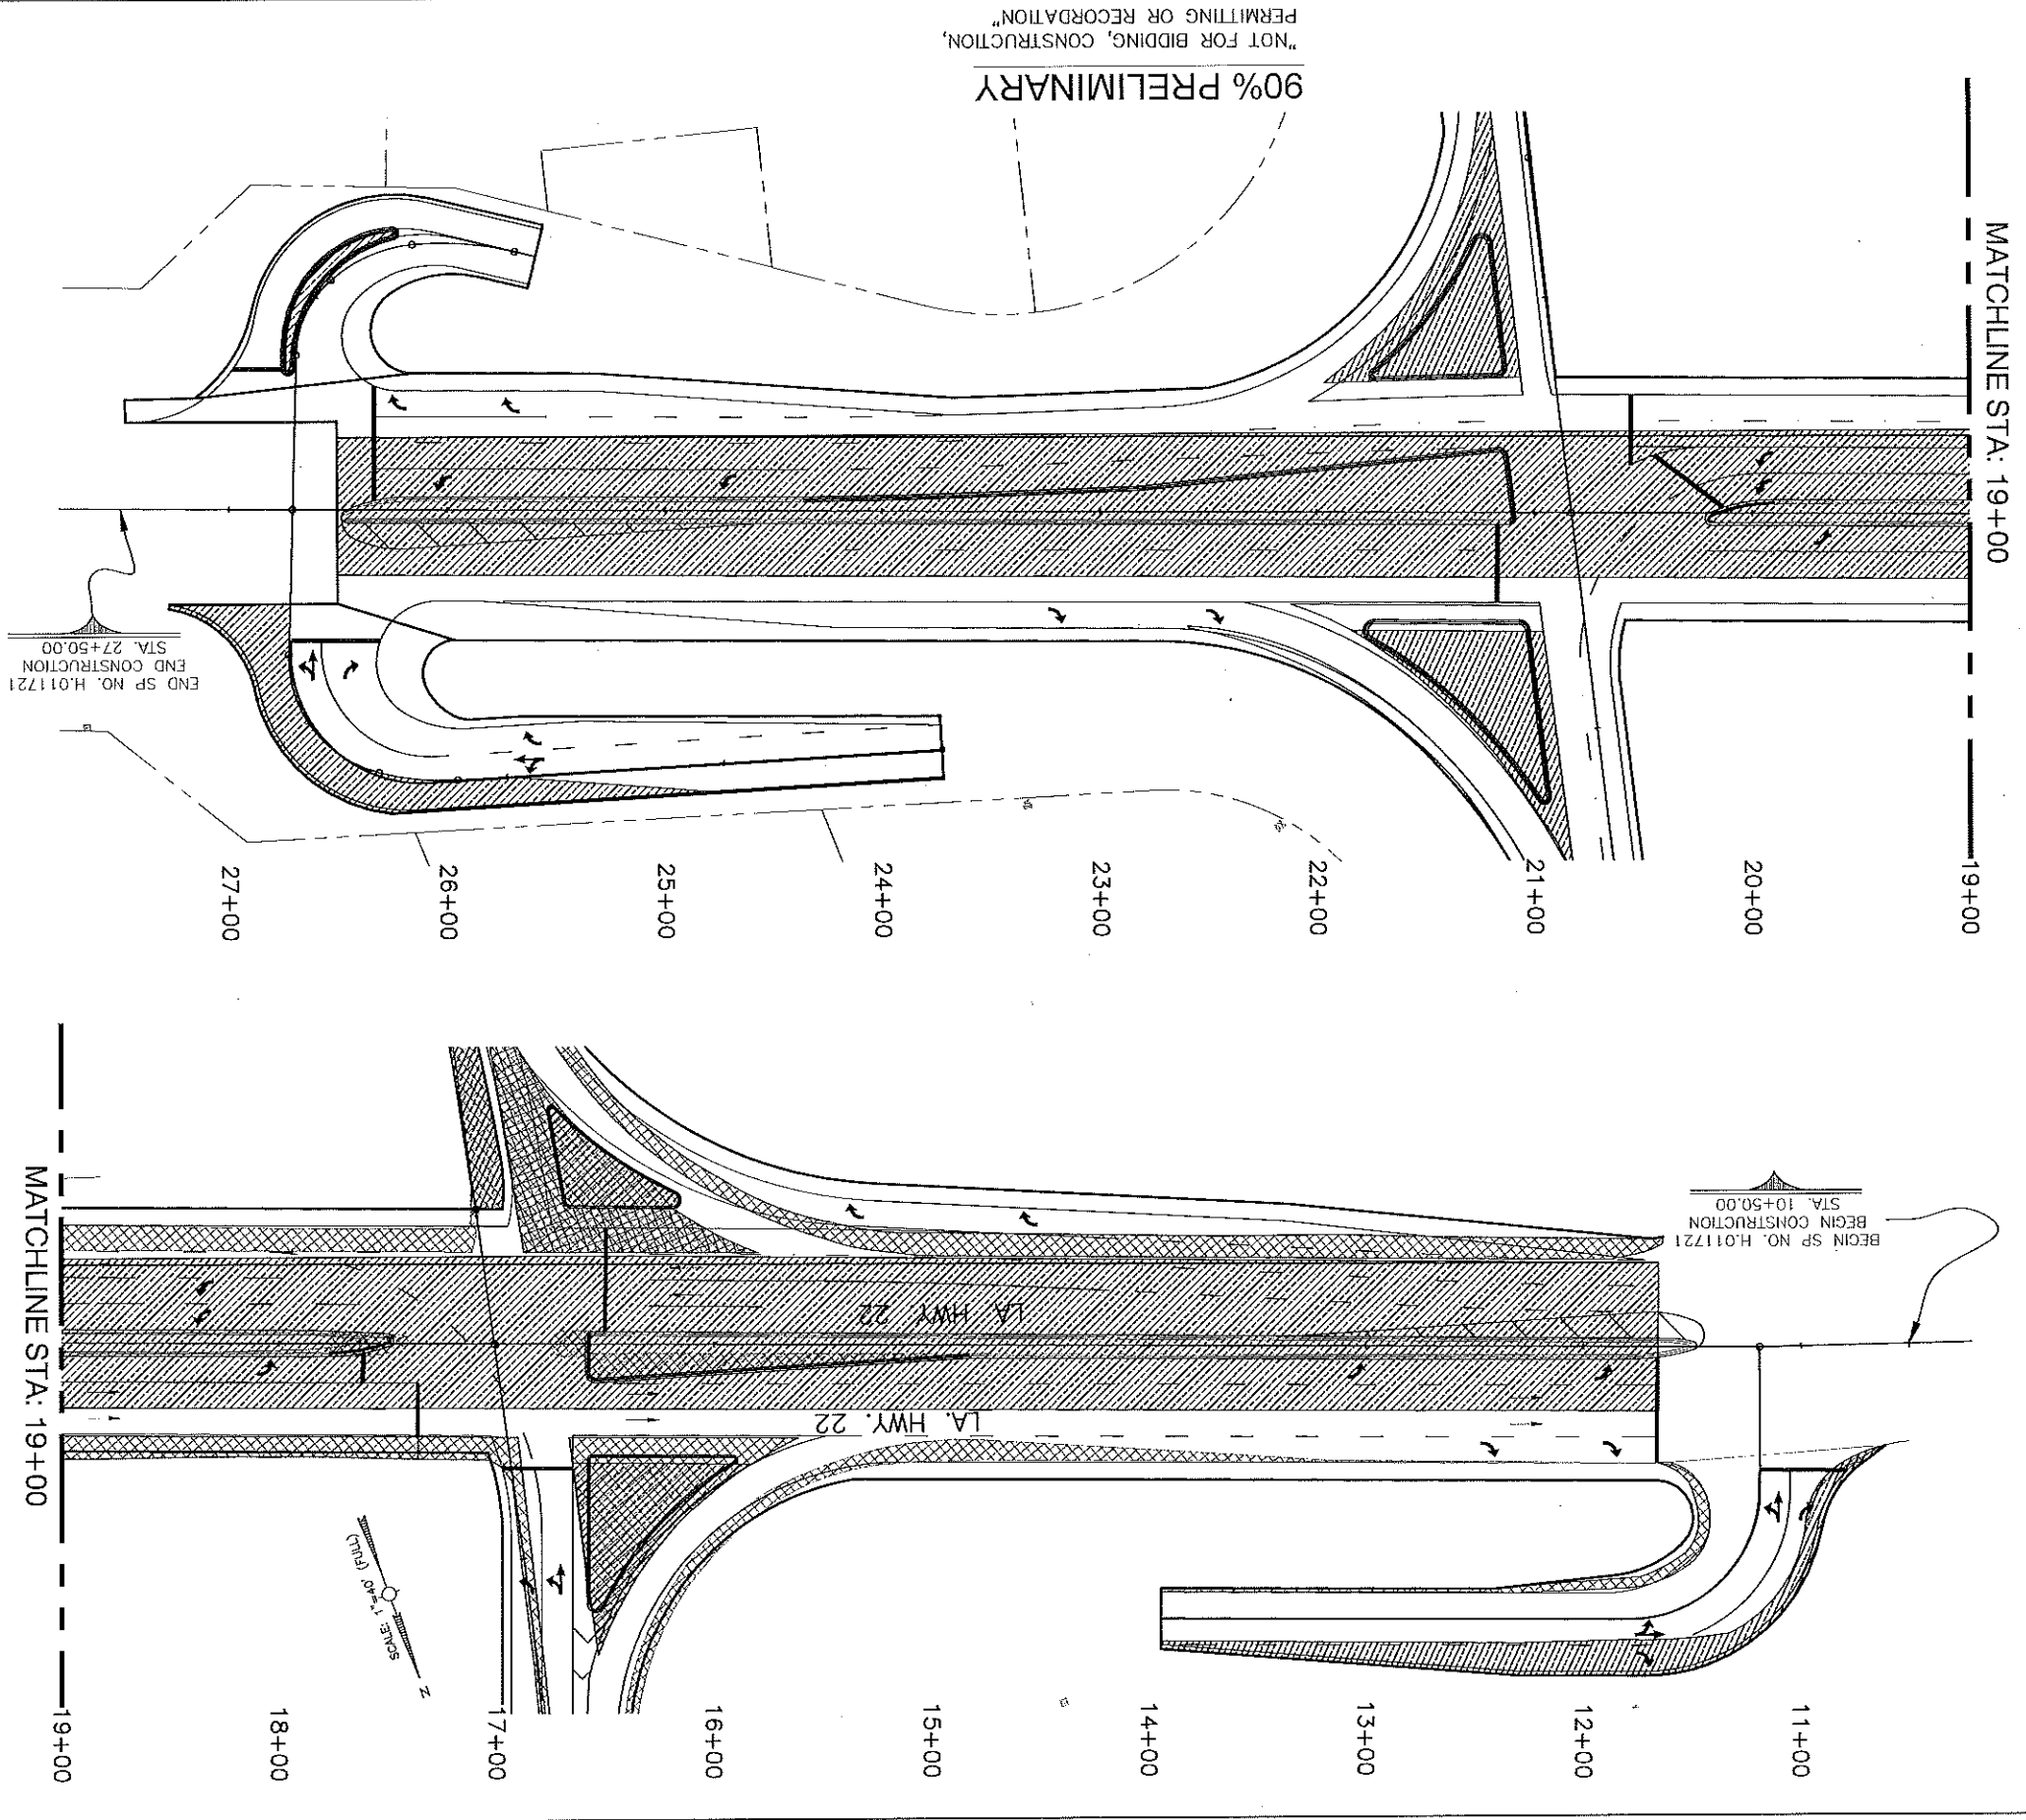 "NOT FOR BIDDING, CONSTRUCTION,
PERMITTING OR RECORDATION"
90% PRELIMINARY
MATCHLINE STA: 19+00
END SP NO. H.011721
END CONSTRUCTION
STA. 27+50.00
27+00
26+00
25+00
24+00
23+00
22+00
21+00
20+00
19+00
BEGIN SP NO. H.011721
BEGIN CONSTRUCTION
STA. 10+50.00
LA. HWY. 22
LA. HWY. 22
MATCHLINE STA: 19+00
SCALE: 1"=40' (FULL)
N
19+00
18+00
17+00
16+00
15+00
14+00
13+00
12+00
11+00